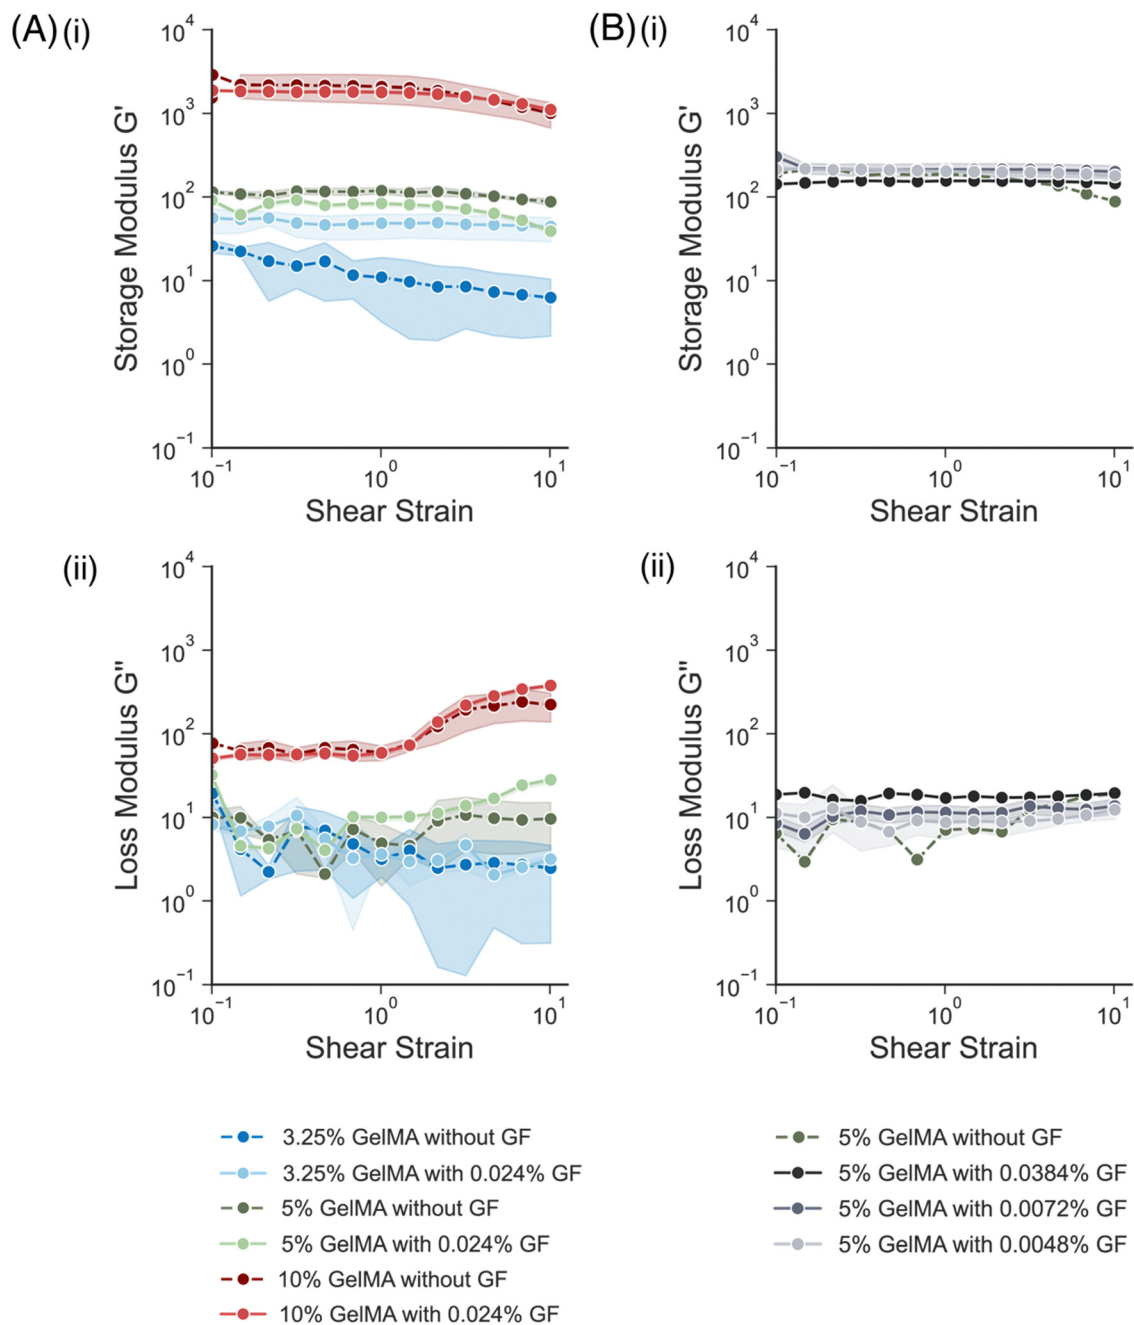 (A) (i)
10^4
10^3
10^2
10^1
10^0
10^−1
Storage Modulus G'
10^−1 10^0 10^1
Shear Strain
(B) (i)
10^4
10^3
10^2
10^1
10^0
10^−1
Storage Modulus G'
10^−1 10^0 10^1
Shear Strain
(ii)
10^4
10^3
10^2
10^1
10^0
10^−1
Loss Modulus G"
10^−1 10^0 10^1
Shear Strain
(ii)
10^4
10^3
10^2
10^1
10^0
10^−1
Loss Modulus G"
10^−1 10^0 10^1
Shear Strain
3.25% GelMA without GF
3.25% GelMA with 0.024% GF
5% GelMA without GF
5% GelMA with 0.024% GF
10% GelMA without GF
10% GelMA with 0.024% GF
5% GelMA without GF
5% GelMA with 0.0384% GF
5% GelMA with 0.0072% GF
5% GelMA with 0.0048% GF